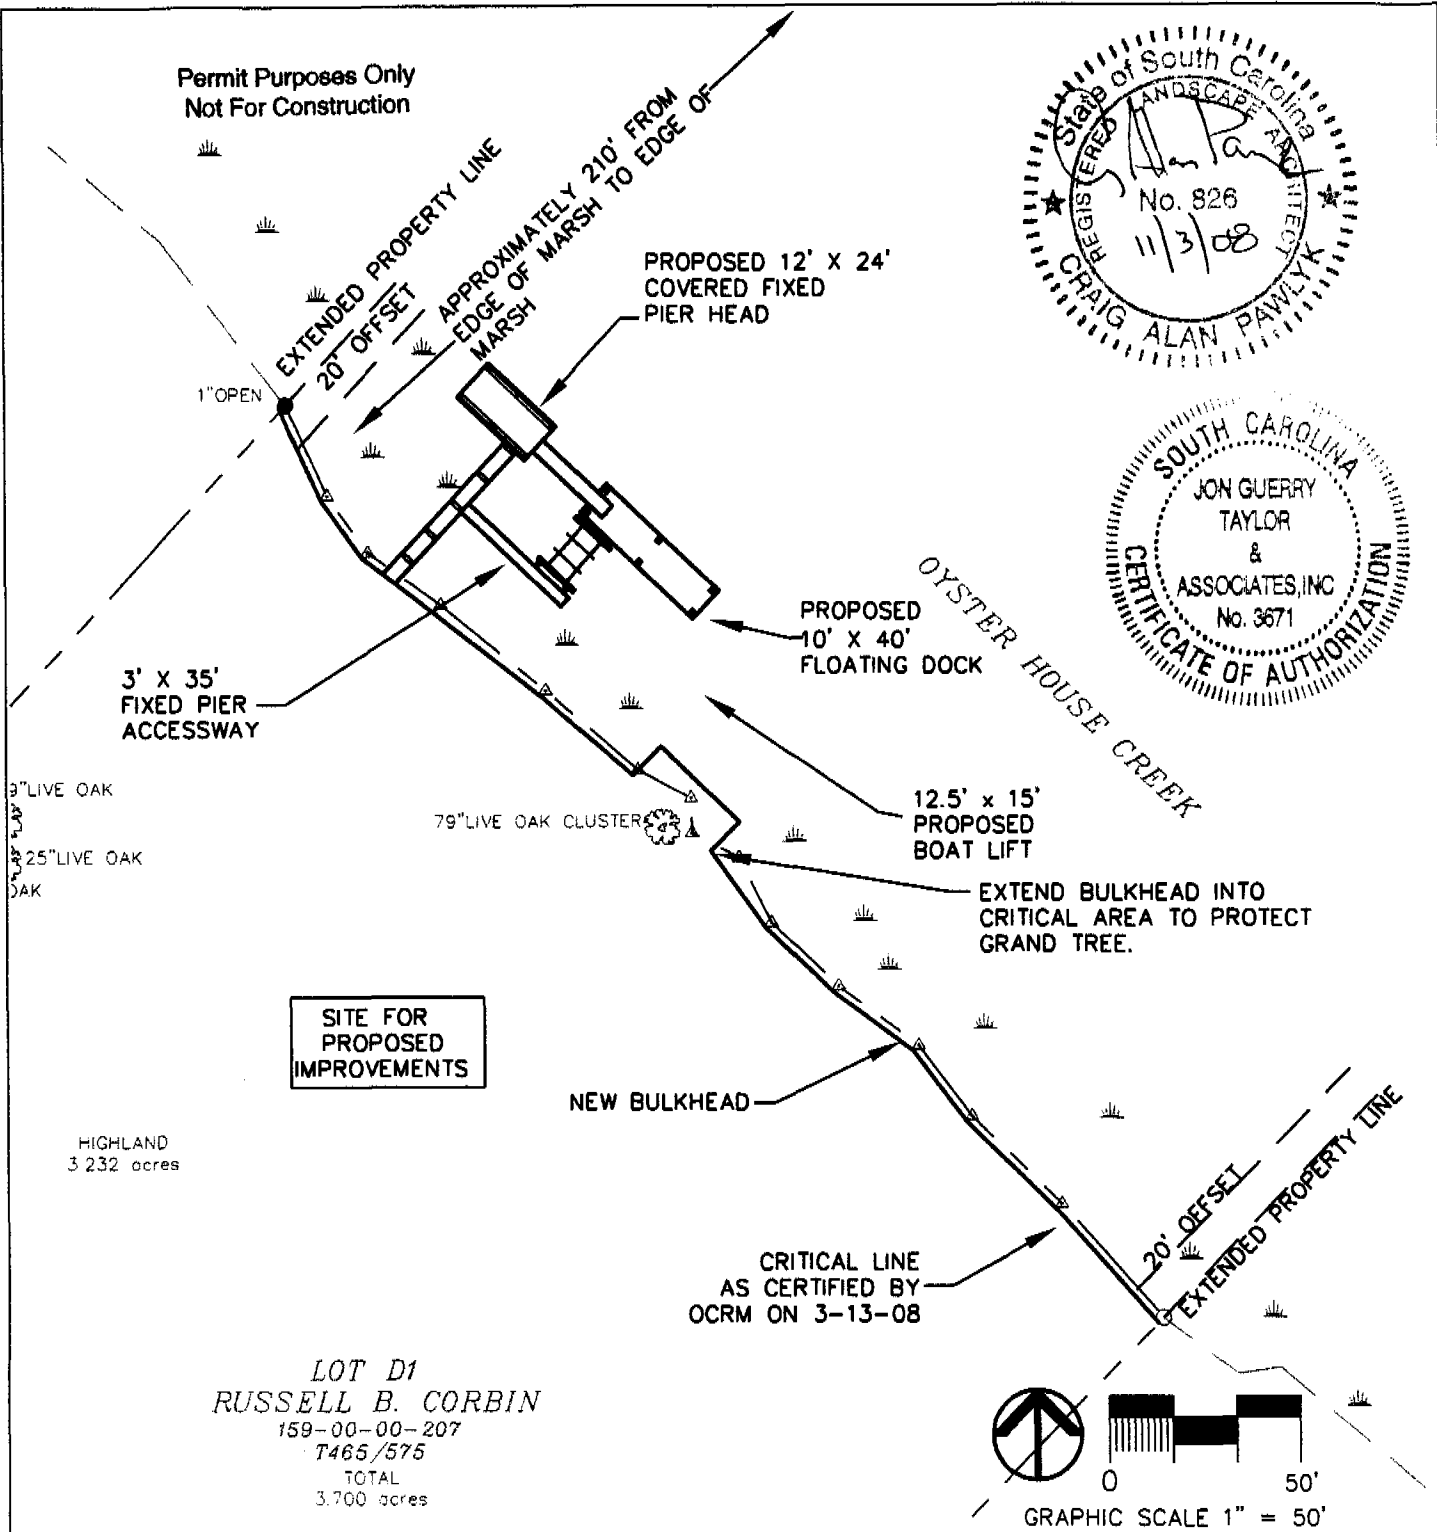 Permit Purposes Only
Not For Construction
EXTENDED PROPERTY LINE
20' OFFSET
APPROXIMATELY 210' FROM
EDGE OF MARSH TO EDGE OF
MARSH
1"OPEN
PROPOSED 12' X 24'
COVERED FIXED
PIER HEAD
State of South Carolina
REGISTERED LANDSCAPE ARCHITECT
No. 826
11/3/08
CRAIG ALAN PAWLYK
SOUTH CAROLINA
JON GUERRY
TAYLOR
&
ASSOCIATES,INC
No. 3671
CERTIFICATE OF AUTHORIZATION
OYSTER HOUSE CREEK
PROPOSED
10' X 40'
FLOATING DOCK
3' X 35'
FIXED PIER
ACCESSWAY
9"LIVE OAK
25"LIVE OAK
OAK
79"LIVE OAK CLUSTER
12.5' x 15'
PROPOSED
BOAT LIFT
EXTEND BULKHEAD INTO
CRITICAL AREA TO PROTECT
GRAND TREE.
SITE FOR
PROPOSED
IMPROVEMENTS
NEW BULKHEAD
HIGHLAND
3 232 acres
20' OFFSET
EXTENDED PROPERTY LINE
CRITICAL LINE
AS CERTIFIED BY
OCRM ON 3-13-08
LOT D1
RUSSELL B. CORBIN
159-00-00-207
T465/575
TOTAL
3.700 acres
0 50'
GRAPHIC SCALE 1" = 50'